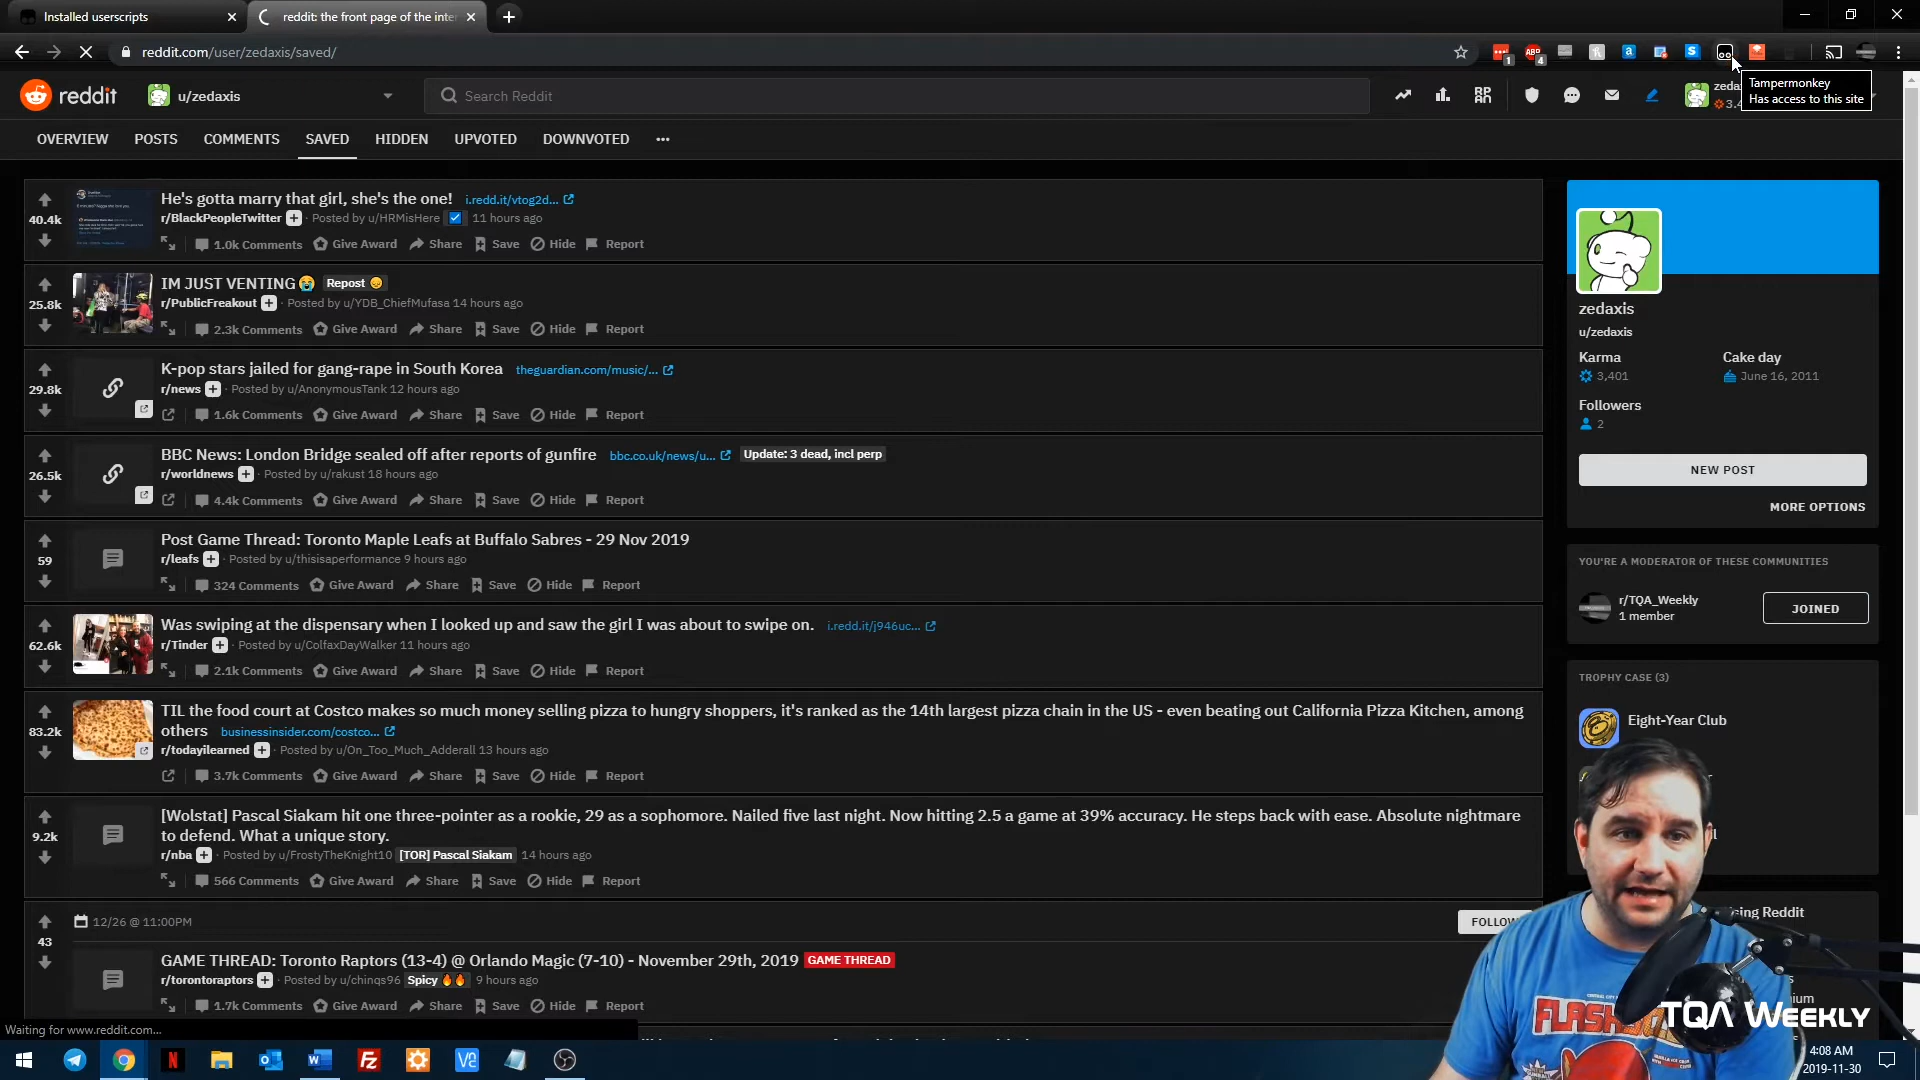 Installed userscripts
reddit: the front page of the inte
reddit.com/user/zedaxis/saved/
1
ABP
4
Tampermonkey
Has access to this site
reddit
u/zedaxis
Search Reddit
zeda
3.4
OVERVIEW POSTS COMMENTS SAVED HIDDEN UPVOTED DOWNVOTED
40.4k
He's gotta marry that girl, she's the one! i.redd.it/vtog2d...
r/BlackPeopleTwitter · Posted by u/HRMisHere 11 hours ago
1.0k Comments Give Award Share Save Hide Report
25.8k
IM JUST VENTING😭 Repost 😔
r/PublicFreakout · Posted by u/YDB_ChiefMufasa 14 hours ago
2.3k Comments Give Award Share Save Hide Report
29.8k
K-pop stars jailed for gang-rape in South Korea theguardian.com/music/...
r/news · Posted by u/AnonymousTank 12 hours ago
1.6k Comments Give Award Share Save Hide Report
26.5k
BBC News: London Bridge sealed off after reports of gunfire bbc.co.uk/news/u... Update: 3 dead, incl perp
r/worldnews · Posted by u/rakust 18 hours ago
4.4k Comments Give Award Share Save Hide Report
59
Post Game Thread: Toronto Maple Leafs at Buffalo Sabres - 29 Nov 2019
r/leafs · Posted by u/thisisaperformance 9 hours ago
324 Comments Give Award Share Save Hide Report
62.6k
Was swiping at the dispensary when I looked up and saw the girl I was about to swipe on. i.redd.it/j946uc...
r/Tinder · Posted by u/ColfaxDayWalker 11 hours ago
2.1k Comments Give Award Share Save Hide Report
83.2k
TIL the food court at Costco makes so much money selling pizza to hungry shoppers, it's ranked as the 14th largest pizza chain in the US - even beating out California Pizza Kitchen, among
others businessinsider.com/costco...
r/todayilearned · Posted by u/On_Too_Much_Adderall 13 hours ago
3.7k Comments Give Award Share Save Hide Report
9.2k
[Wolstat] Pascal Siakam hit one three-pointer as a rookie, 29 as a sophomore. Nailed five last night. Now hitting 2.5 a game at 39% accuracy. He steps back with ease. Absolute nightmare
to defend. What a unique story.
r/nba · Posted by u/FrostyTheKnight10 [TOR] Pascal Siakam 14 hours ago
566 Comments Give Award Share Save Hide Report
43
12/26 @ 11:00PM
FOLLOW
GAME THREAD: Toronto Raptors (13-4) @ Orlando Magic (7-10) - November 29th, 2019 GAME THREAD
r/torontoraptors · Posted by u/chinqs96 Spicy 🔥🔥 9 hours ago
1.7k Comments Give Award Share Save Hide Report
zedaxis
u/zedaxis
Karma Cake day
3,401 June 16, 2011
Followers
2
NEW POST
MORE OPTIONS
YOU'RE A MODERATOR OF THESE COMMUNITIES
r/TQA_Weekly
1 member
JOINED
TROPHY CASE (3)
Eight-Year Club
sing Reddit
FLASH
TQA WEEKLY
Waiting for www.reddit.com...
4:08 AM
2019-11-30